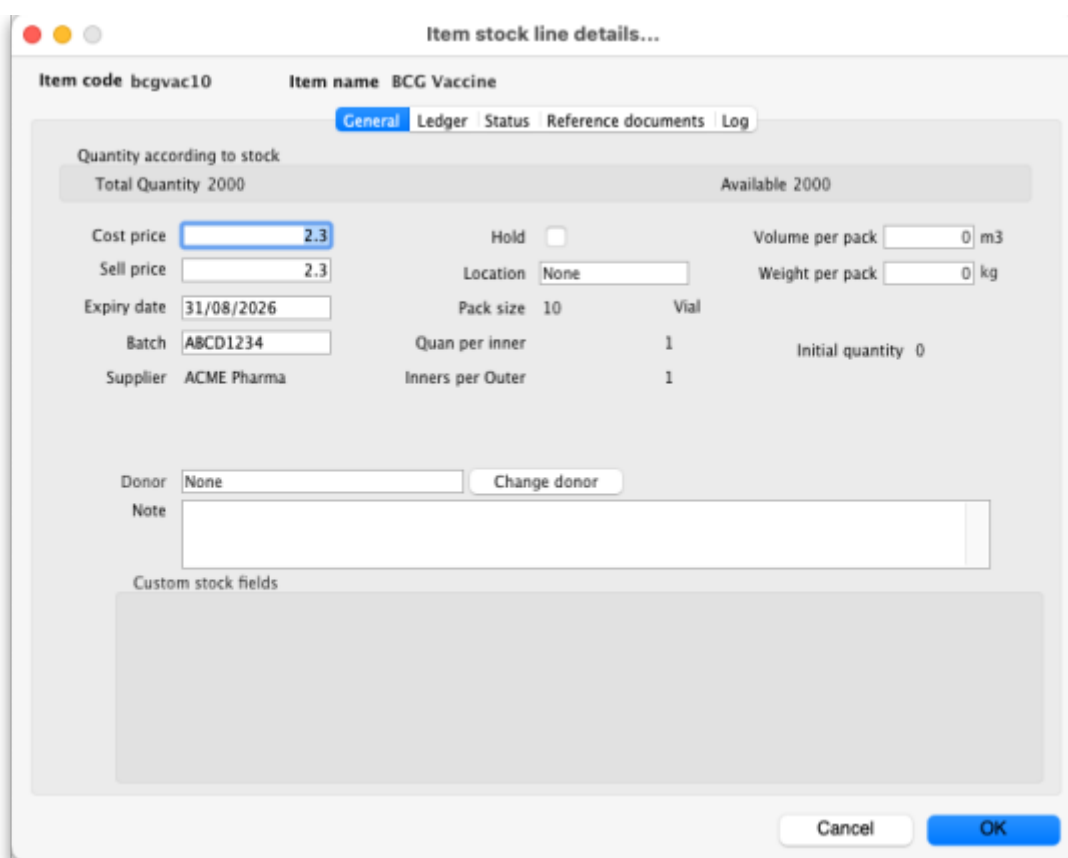 Item stock line details...
Item code bcgvac10 Item name BCG Vaccine
General Ledger Status Reference documents Log
Quantity according to stock
Total Quantity 2000 Available 2000
Cost price 2.3 Hold Volume per pack 0 m3
Sell price 2.3 Location None Weight per pack 0 kg
Expiry date 31/08/2026 Pack size 10 Vial
Batch ABCD1234 Quan per inner 1 Initial quantity 0
Supplier ACME Pharma Inners per Outer 1
Donor None Change donor
Note
Custom stock fields
Cancel OK